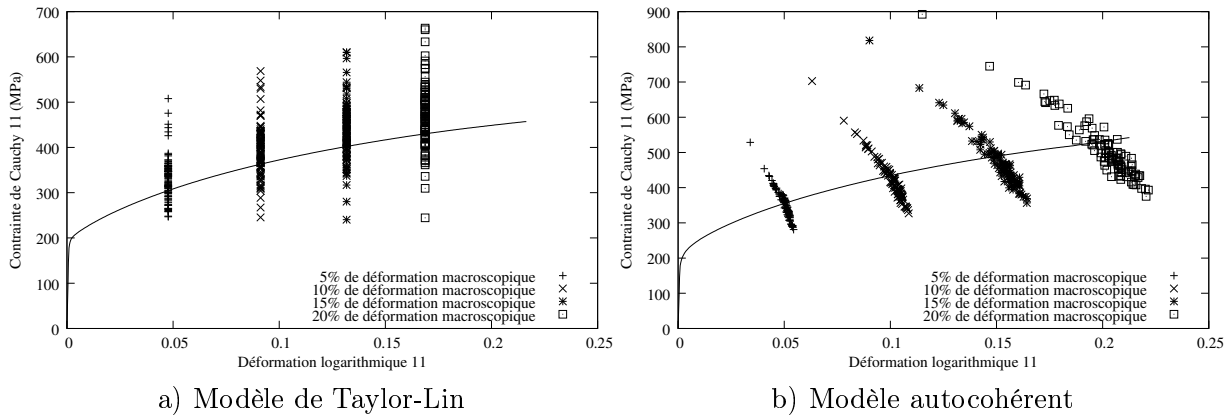 700
600
500
400
300
200
100
0
Contrainte de Cauchy 11 (MPa)
5% de déformation macroscopique
10% de déformation macroscopique
15% de déformation macroscopique
20% de déformation macroscopique
0 0.05 0.1 0.15 0.2 0.25
Déformation logarithmique 11
a) Modèle de Taylor-Lin
900
800
700
600
500
400
300
200
100
0
Contrainte de Cauchy 11 (MPa)
5% de déformation macroscopique
10% de déformation macroscopique
15% de déformation macroscopique
20% de déformation macroscopique
0 0.05 0.1 0.15 0.2 0.25
Déformation logarithmique 11
b) Modèle autocohérent